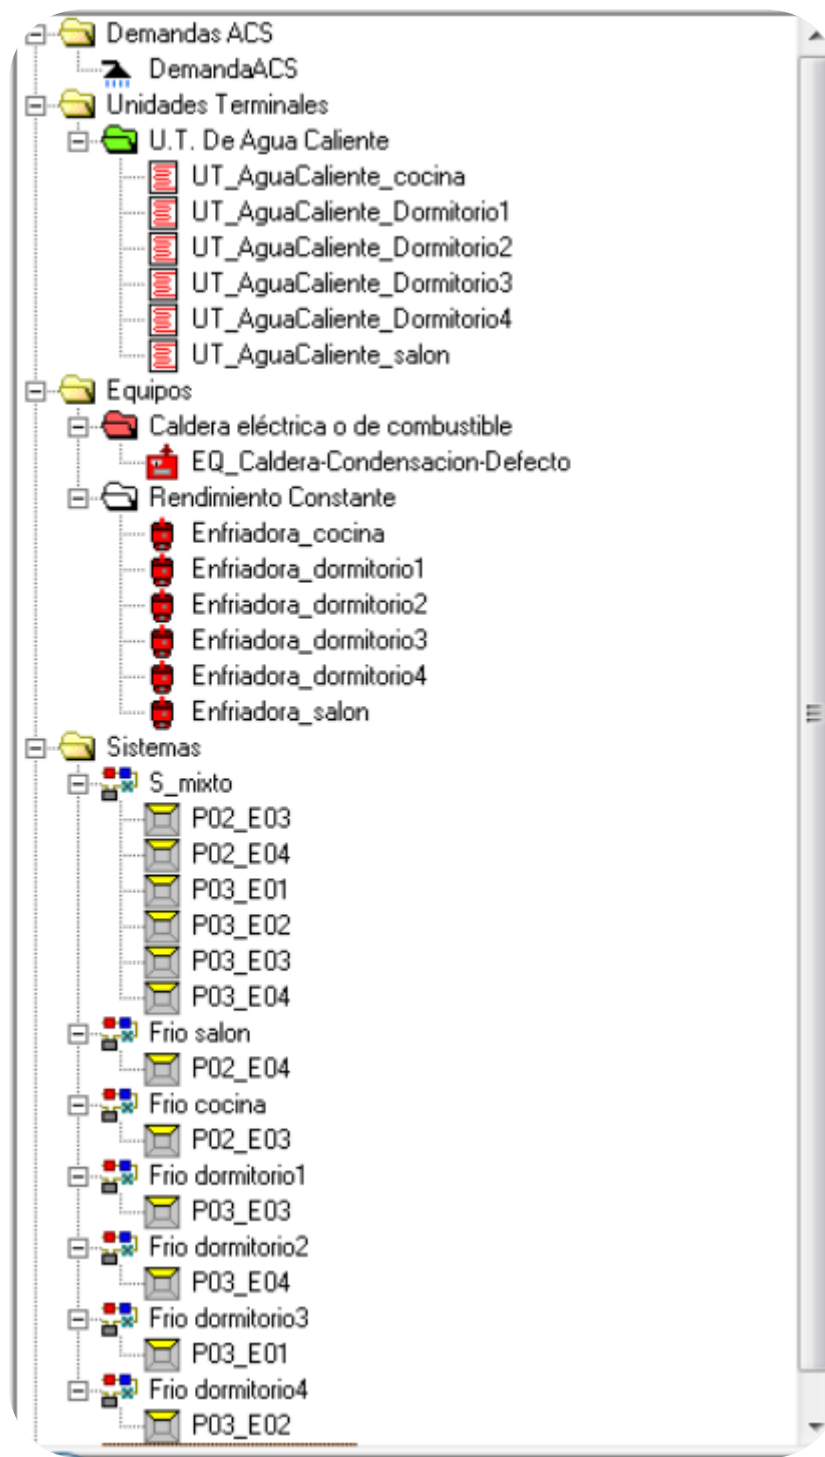 Demandas ACS
DemandaACS
Unidades Terminales
U.T. De Agua Caliente
UT_AguaCaliente_cocina
UT_AguaCaliente_Dormitorio1
UT_AguaCaliente_Dormitorio2
UT_AguaCaliente_Dormitorio3
UT_AguaCaliente_Dormitorio4
UT_AguaCaliente_salon
Equipos
Caldera eléctrica o de combustible
EQ_Caldera-Condensacion-Defecto
Rendimiento Constante
Enfriadora_cocina
Enfriadora_dormitorio1
Enfriadora_dormitorio2
Enfriadora_dormitorio3
Enfriadora_dormitorio4
Enfriadora_salon
Sistemas
S_mixto
P02_E03
P02_E04
P03_E01
P03_E02
P03_E03
P03_E04
Frio salon
P02_E04
Frio cocina
P02_E03
Frio dormitorio1
P03_E03
Frio dormitorio2
P03_E04
Frio dormitorio3
P03_E01
Frio dormitorio4
P03_E02